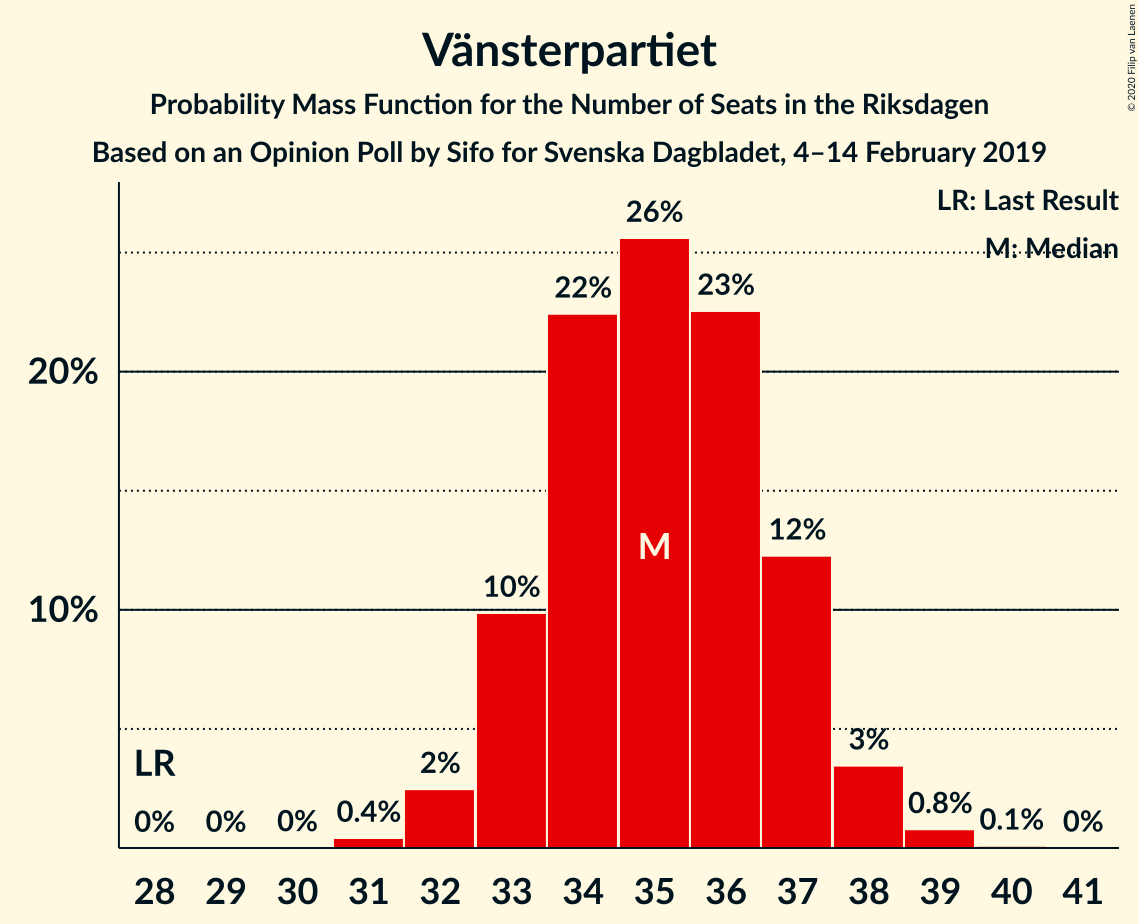 Vänsterpartiet
Probability Mass Function for the Number of Seats in the Riksdagen
Based on an Opinion Poll by Sifo for Svenska Dagbladet, 4–14 February 2019
© 2020 Filip van Laenen
LR: Last Result
M: Median
26%
22%
23%
20%
12%
M
10%
10%
3%
LR
2%
0%
0%
0%
0.4%
0.8%
0.1%
0%
28 29 30 31 32 33 34 35 36 37 38 39 40 41